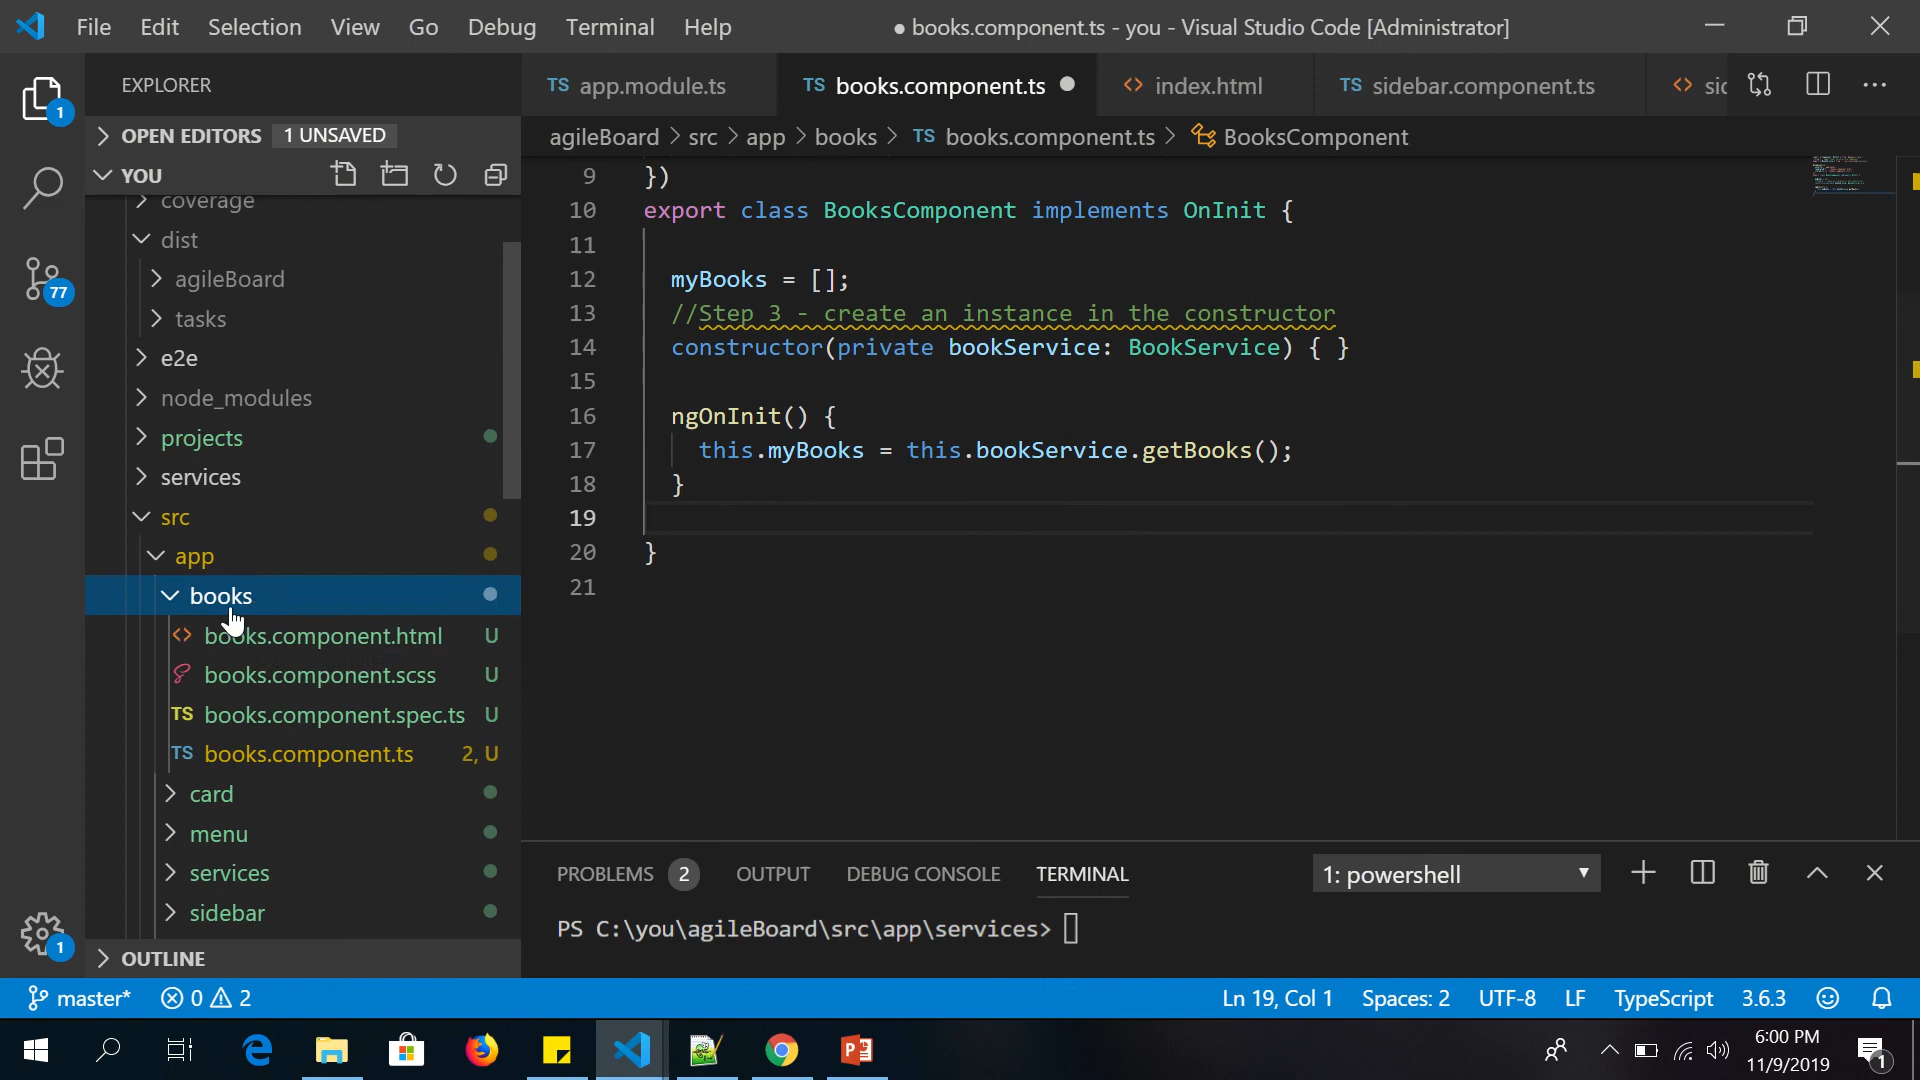 File Edit Selection View Go Debug Terminal Help
● books.component.ts - you - Visual Studio Code [Administrator]
1
77
1
EXPLORER
OPEN EDITORS 1 UNSAVED
YOU
coverage
dist
agileBoard
tasks
e2e
node_modules
projects
services
src
app
books
books.component.html U
books.component.scss U
TS books.component.spec.ts U
TS books.component.ts 2, U
card
menu
services
sidebar
OUTLINE
TS app.module.ts TS books.component.ts ● <> index.html TS sidebar.component.ts <> sid
agileBoard > src > app > books > TS books.component.ts > BooksComponent
9 })
10 export class BooksComponent implements OnInit {
11
12 myBooks = [];
13 //Step 3 - create an instance in the constructor
14 constructor(private bookService: BookService) { }
15
16 ngOnInit() {
17 this.myBooks = this.bookService.getBooks();
18 }
19
20 }
21
PROBLEMS 2 OUTPUT DEBUG CONSOLE TERMINAL 1: powershell
PS C:\you\agileBoard\src\app\services>
master* 0 2 Ln 19, Col 1 Spaces: 2 UTF-8 LF TypeScript 3.6.3
6:00 PM
11/9/2019
1